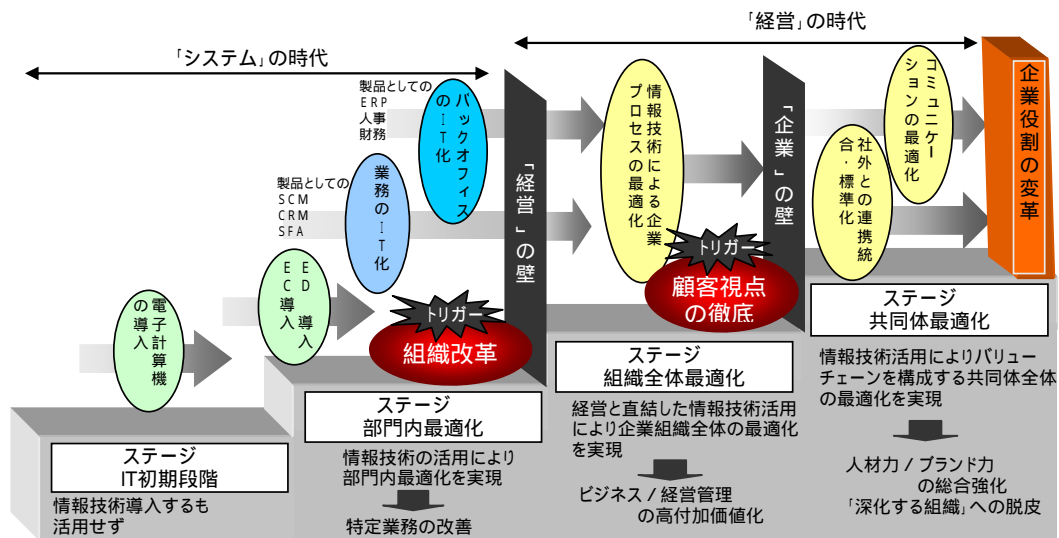 「システム」の時代
「経営」の時代
製品としての
ERP
人事
財務
バックオフィス
のIT化
製品としての
SCM
CRM
SFA
業務のIT化
ED 導入
EC導入
電子計算機
の導入
トリガー
組織改革
「経営」の壁
情報技術による企業
プロセスの最適化
トリガー
顧客視点
の徹底
「企業」の壁
コミュニケー
ションの最適化
社外との連携統
合・標準化
企業役割の変革
ステージ
IT初期段階
情報技術導入するも
活用せず
ステージ
部門内最適化
情報技術の活用により
部門内最適化を実現
特定業務の改善
ステージ
組織全体最適化
経営と直結した情報技術活用
により企業組織全体の最適化
を実現
ビジネス / 経営管理
の高付加価値化
ステージ
共同体最適化
情報技術活用によりバリュー
チェーンを構成する共同体全体
の最適化を実現
人材力 / ブランド力
の総合強化
「深化する組織」への脱皮